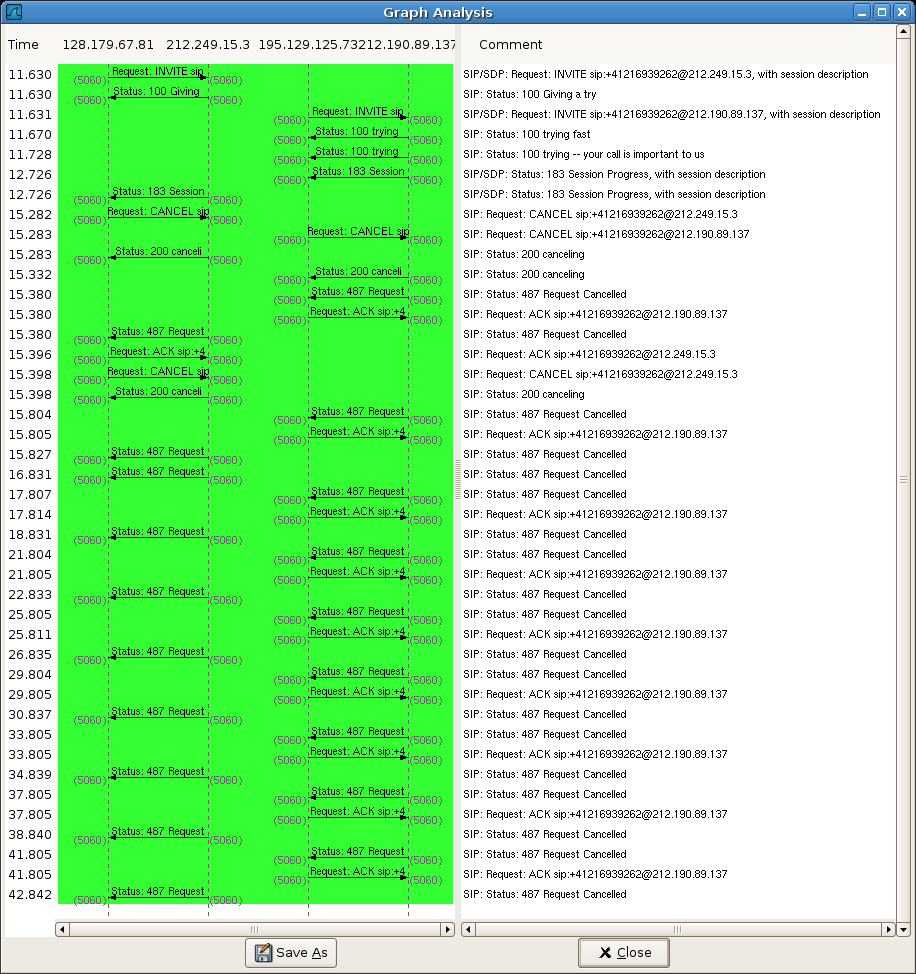 Graph Analysis
Time 128.179.67.81 212.249.15.3 195.129.125.73212.190.89.137 Comment
11.630 (5060) Request: INVITE sip (5060) SIP/SDP: Request: INVITE sip:+41216939262@212.249.15.3, with session description
11.630 (5060) Status: 100 Giving (5060) SIP: Status: 100 Giving a try
11.631 (5060) Request: INVITE sip (5060) SIP/SDP: Request: INVITE sip:+41216939262@212.190.89.137, with session description
11.670 (5060) Status: 100 trying (5060) SIP: Status: 100 trying fast
11.728 (5060) Status: 100 trying (5060) SIP: Status: 100 trying -- your call is important to us
12.726 (5060) Status: 183 Session (5060) SIP/SDP: Status: 183 Session Progress, with session description
12.726 (5060) Status: 183 Session (5060) SIP/SDP: Status: 183 Session Progress, with session description
15.282 (5060) Request: CANCEL sip (5060) SIP: Request: CANCEL sip:+41216939262@212.249.15.3
15.283 (5060) Request: CANCEL sip (5060) SIP: Request: CANCEL sip:+41216939262@212.190.89.137
15.283 (5060) Status: 200 canceli (5060) SIP: Status: 200 canceling
15.332 (5060) Status: 200 canceli (5060) SIP: Status: 200 canceling
15.380 (5060) Status: 487 Request (5060) SIP: Status: 487 Request Cancelled
15.380 (5060) Request: ACK sip:+4 (5060) SIP: Request: ACK sip:+41216939262@212.190.89.137
15.380 (5060) Status: 487 Request (5060) SIP: Status: 487 Request Cancelled
15.396 (5060) Request: ACK sip:+4 (5060) SIP: Request: ACK sip:+41216939262@212.249.15.3
15.398 (5060) Request: CANCEL sip (5060) SIP: Request: CANCEL sip:+41216939262@212.249.15.3
15.398 (5060) Status: 200 canceli (5060) SIP: Status: 200 canceling
15.804 (5060) Status: 487 Request (5060) SIP: Status: 487 Request Cancelled
15.805 (5060) Request: ACK sip:+4 (5060) SIP: Request: ACK sip:+41216939262@212.190.89.137
15.827 (5060) Status: 487 Request (5060) SIP: Status: 487 Request Cancelled
16.831 (5060) Status: 487 Request (5060) SIP: Status: 487 Request Cancelled
17.807 (5060) Status: 487 Request (5060) SIP: Status: 487 Request Cancelled
17.814 (5060) Request: ACK sip:+4 (5060) SIP: Request: ACK sip:+41216939262@212.190.89.137
18.831 (5060) Status: 487 Request (5060) SIP: Status: 487 Request Cancelled
21.804 (5060) Status: 487 Request (5060) SIP: Status: 487 Request Cancelled
21.805 (5060) Request: ACK sip:+4 (5060) SIP: Request: ACK sip:+41216939262@212.190.89.137
22.833 (5060) Status: 487 Request (5060) SIP: Status: 487 Request Cancelled
25.805 (5060) Status: 487 Request (5060) SIP: Status: 487 Request Cancelled
25.811 (5060) Request: ACK sip:+4 (5060) SIP: Request: ACK sip:+41216939262@212.190.89.137
26.835 (5060) Status: 487 Request (5060) SIP: Status: 487 Request Cancelled
29.804 (5060) Status: 487 Request (5060) SIP: Status: 487 Request Cancelled
29.805 (5060) Request: ACK sip:+4 (5060) SIP: Request: ACK sip:+41216939262@212.190.89.137
30.837 (5060) Status: 487 Request (5060) SIP: Status: 487 Request Cancelled
33.805 (5060) Status: 487 Request (5060) SIP: Status: 487 Request Cancelled
33.805 (5060) Request: ACK sip:+4 (5060) SIP: Request: ACK sip:+41216939262@212.190.89.137
34.839 (5060) Status: 487 Request (5060) SIP: Status: 487 Request Cancelled
37.805 (5060) Status: 487 Request (5060) SIP: Status: 487 Request Cancelled
37.805 (5060) Request: ACK sip:+4 (5060) SIP: Request: ACK sip:+41216939262@212.190.89.137
38.840 (5060) Status: 487 Request (5060) SIP: Status: 487 Request Cancelled
41.805 (5060) Status: 487 Request (5060) SIP: Status: 487 Request Cancelled
41.805 (5060) Request: ACK sip:+4 (5060) SIP: Request: ACK sip:+41216939262@212.190.89.137
42.842 (5060) Status: 487 Request (5060) SIP: Status: 487 Request Cancelled
Save As Close